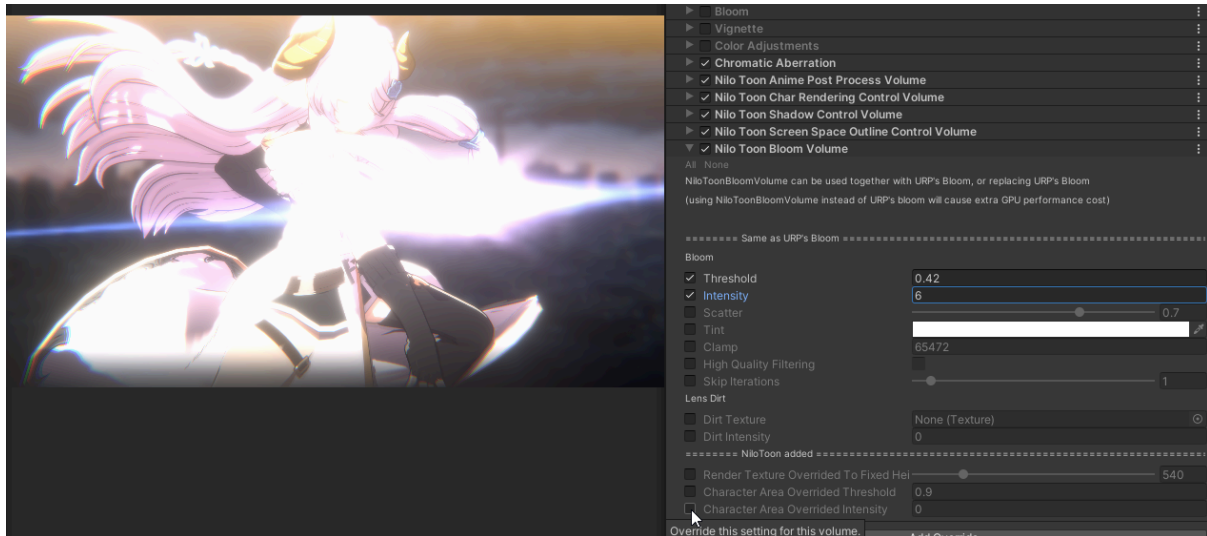 Bloom
Vignette
Color Adjustments
Chromatic Aberration
Nilo Toon Anime Post Process Volume
Nilo Toon Char Rendering Control Volume
Nilo Toon Shadow Control Volume
Nilo Toon Screen Space Outline Control Volume
Nilo Toon Bloom Volume
All None
NiloToonBloomVolume can be used together with URP's Bloom, or replacing URP's Bloom
(using NiloToonBloomVolume instead of URP's bloom will cause extra GPU performance cost)
======== Same as URP's Bloom ========
Bloom
Threshold 0.42
Intensity 6
Scatter 0.7
Tint
Clamp 65472
High Quality Filtering
Skip Iterations 1
Lens Dirt
Dirt Texture None (Texture)
Dirt Intensity 0
======== NiloToon added ========
Render Texture Overrided To Fixed Hei 540
Character Area Overrided Threshold 0.9
Character Area Overrided Intensity 0
Override this setting for this volume.
Add Override